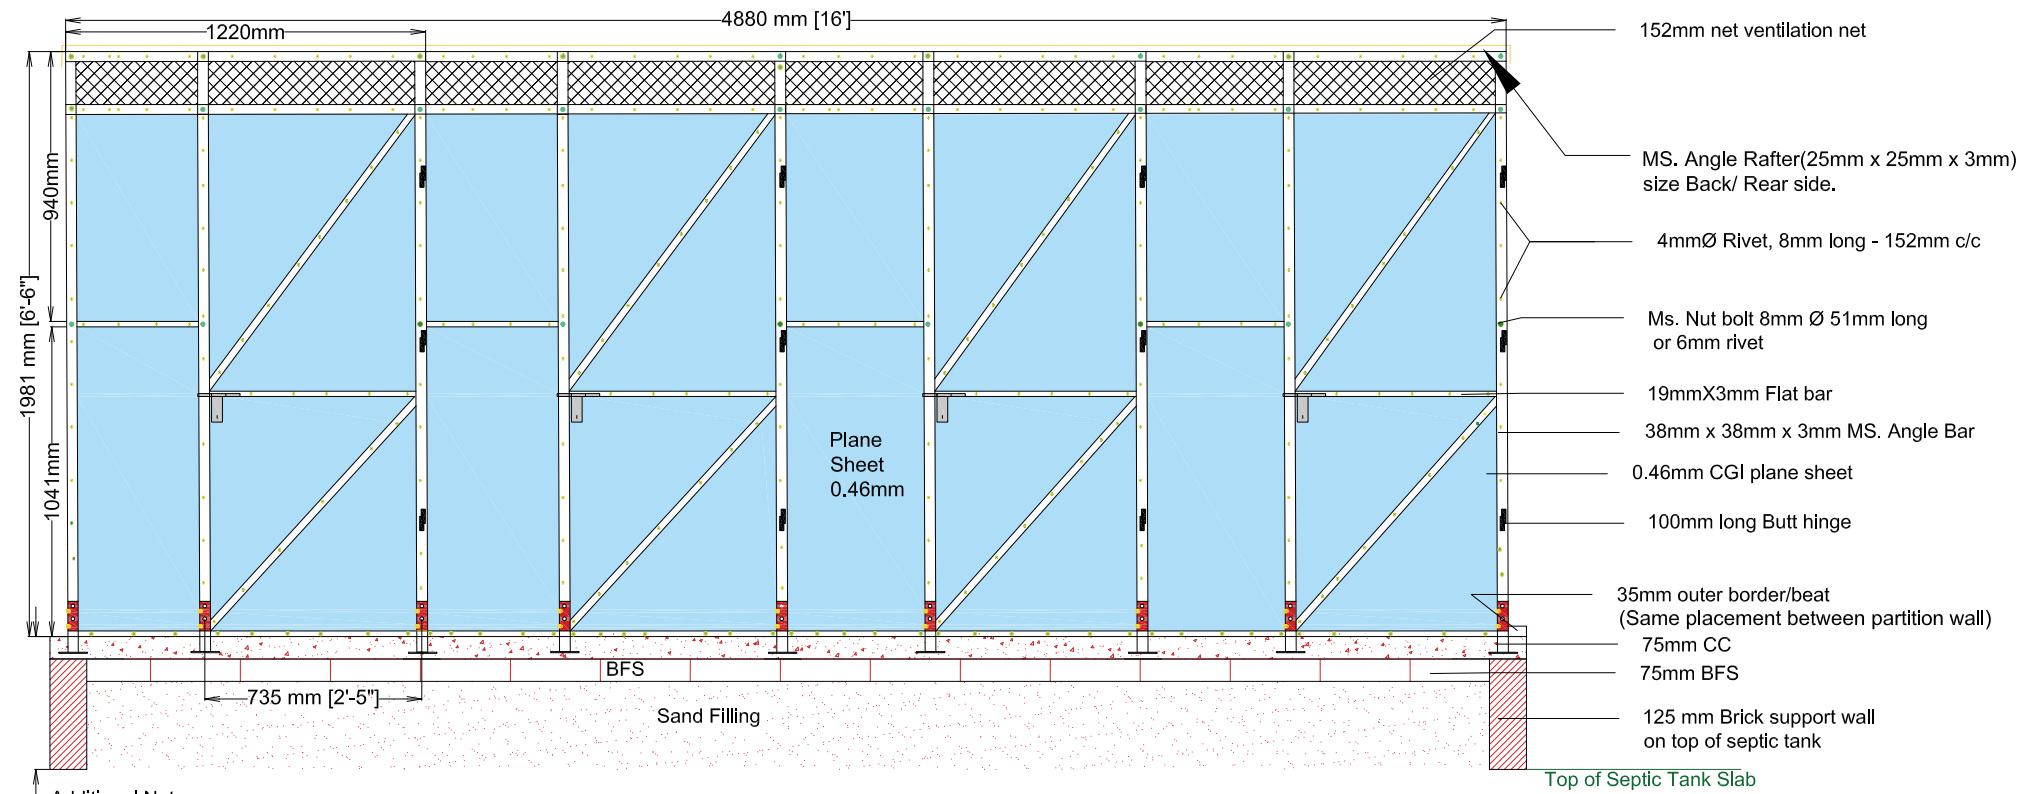 4880 mm [16']
1220mm
152mm net ventilation net
MS. Angle Rafter(25mm x 25mm x 3mm)
size Back/ Rear side.
940mm
4mmØ Rivet, 8mm long - 152mm c/c
1981 mm [6'-6"]
Ms. Nut bolt 8mm Ø 51mm long
or 6mm rivet
19mmX3mm Flat bar
38mm x 38mm x 3mm MS. Angle Bar
Plane
Sheet
0.46mm
0.46mm CGI plane sheet
1041mm
100mm long Butt hinge
35mm outer border/beat
(Same placement between partition wall)
75mm CC
BFS
75mm BFS
735 mm [2'-5"]
Sand Filling
125 mm Brick support wall
on top of septic tank
Top of Septic Tank Slab